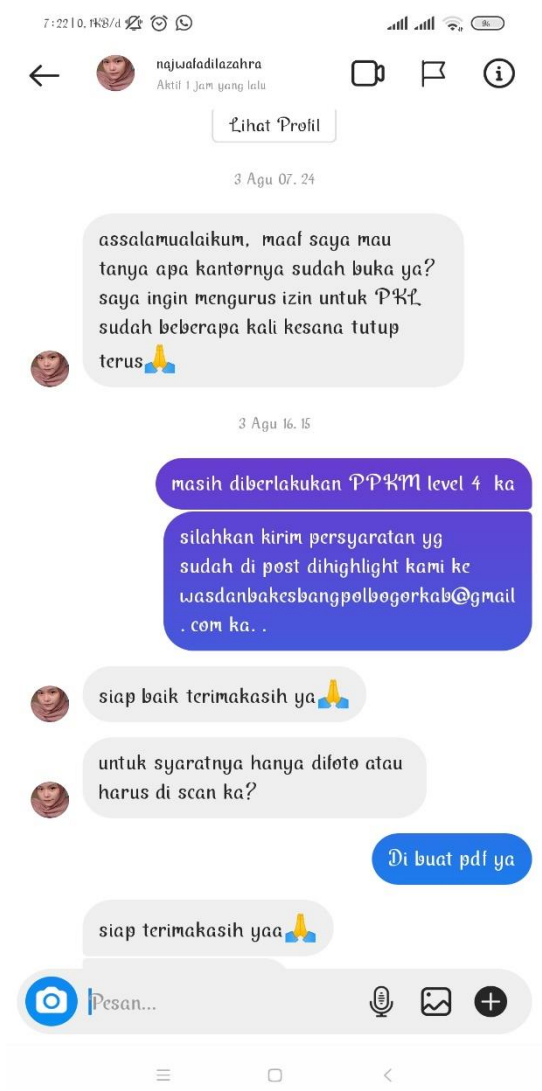 7:22 | 0,1KB/d
najwafadilazahra
Aktif 1 jam yang lalu
Lihat Profil
3 Agu 07.24
assalamualaikum, maaf saya mau
tanya apa kantornya sudah buka ya?
saya ingin mengurus izin untuk PKL
sudah beberapa kali kesana tutup
terus🙏
3 Agu 16.15
masih diberlakukan PPKM level 4 ka
silahkan kirim persyaratan yg
sudah di post dihighlight kami ke
wasdanbakesbangpolbogorkab@gmail
.com ka..
siap baik terimakasih ya🙏
untuk syaratnya hanya difoto atau
harus di scan ka?
Di buat pdf ya
siap terimakasih yaa🙏
Pesan...